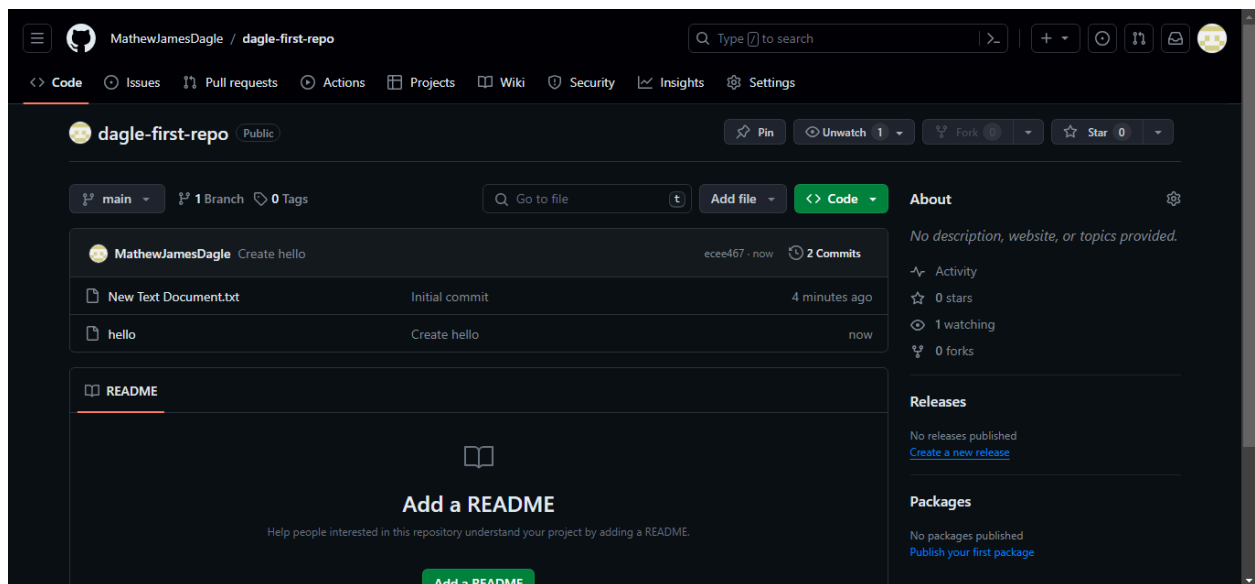 MathewJamesDagle / dagle-first-repo
Type / to search
Code
Issues
Pull requests
Actions
Projects
Wiki
Security
Insights
Settings
dagle-first-repo Public
Pin
Unwatch 1
Fork 0
Star 0
main
1 Branch
0 Tags
Go to file
t
Add file
<> Code
MathewJamesDagle Create hello
ecee467 · now
2 Commits
New Text Document.txt
Initial commit
4 minutes ago
hello
Create hello
now
README
Add a README
Help people interested in this repository understand your project by adding a README.
Add a README
About
No description, website, or topics provided.
Activity
0 stars
1 watching
0 forks
Releases
No releases published
Create a new release
Packages
No packages published
Publish your first package